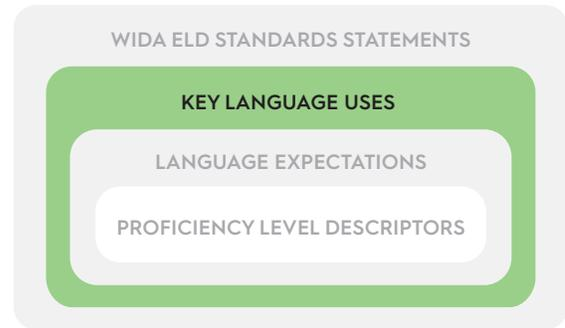 WIDA ELD STANDARDS STATEMENTS
KEY LANGUAGE USES
LANGUAGE EXPECTATIONS
PROFICIENCY LEVEL DESCRIPTORS